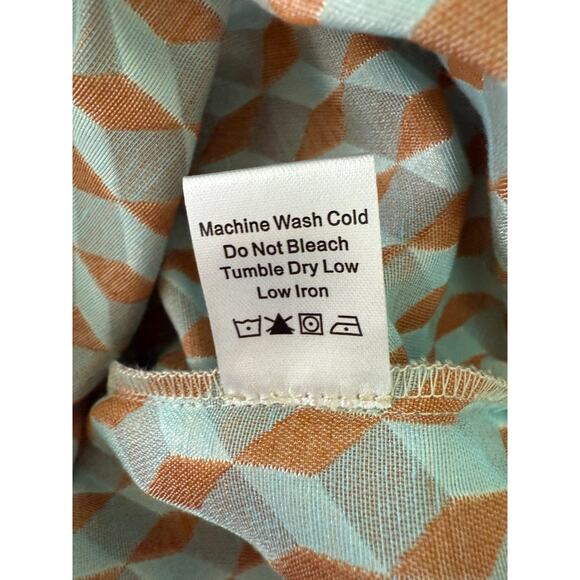 Machine Wash Cold
Do Not Bleach
Tumble Dry Low
Low Iron